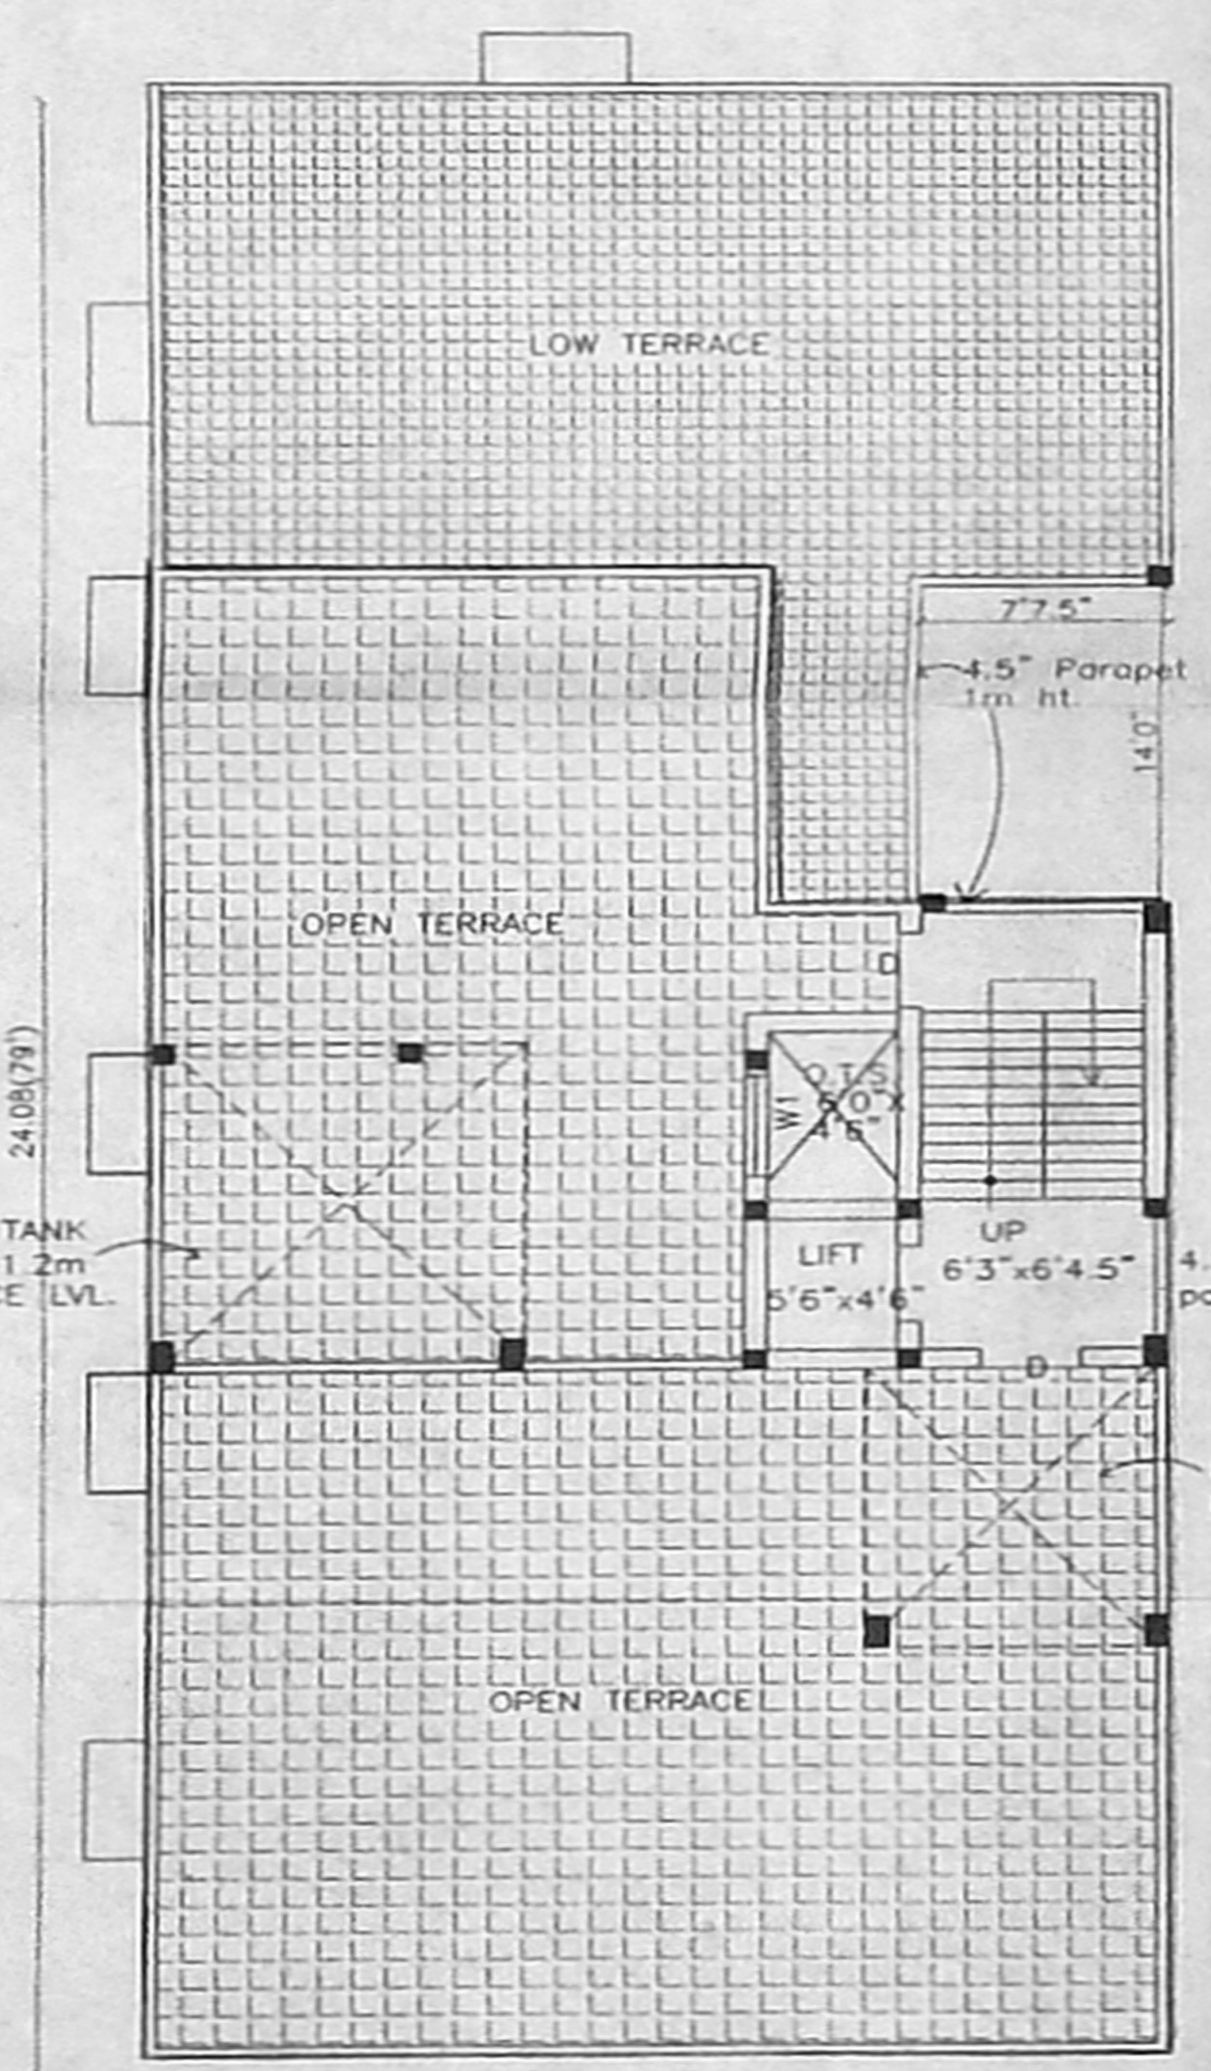 LOW TERRACE
7'7.5"
4.5" Parapet
1m ht.
14'0"
OPEN TERRACE
D
24.08(79')
O.T.S.
6'0"X
4'6"
W1
TANK
1.2m
LVL.
LIFT
5'6"x4'6"
UP
6'3"x6'4.5"
4.
D
OPEN TERRACE